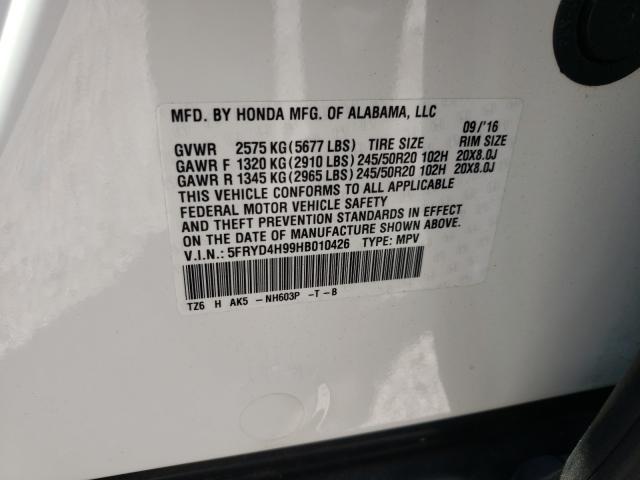 MFD. BY HONDA MFG. OF ALABAMA, LLC
09/'16
GVWR 2575 KG (5677 LBS) TIRE SIZE RIM SIZE
GAWR F 1320 KG (2910 LBS) 245/50R20 102H 20X8.0J
GAWR R 1345 KG (2965 LBS) 245/50R20 102H 20X8.0J
THIS VEHICLE CONFORMS TO ALL APPLICABLE
FEDERAL MOTOR VEHICLE SAFETY
AND THEFT PREVENTION STANDARDS IN EFFECT
ON THE DATE OF MANUFACTURE SHOWN ABOVE.
V.I.N.: 5FRYD4H99HB010426 TYPE: MPV
TZ6 H AK5 -NH603P -T-B